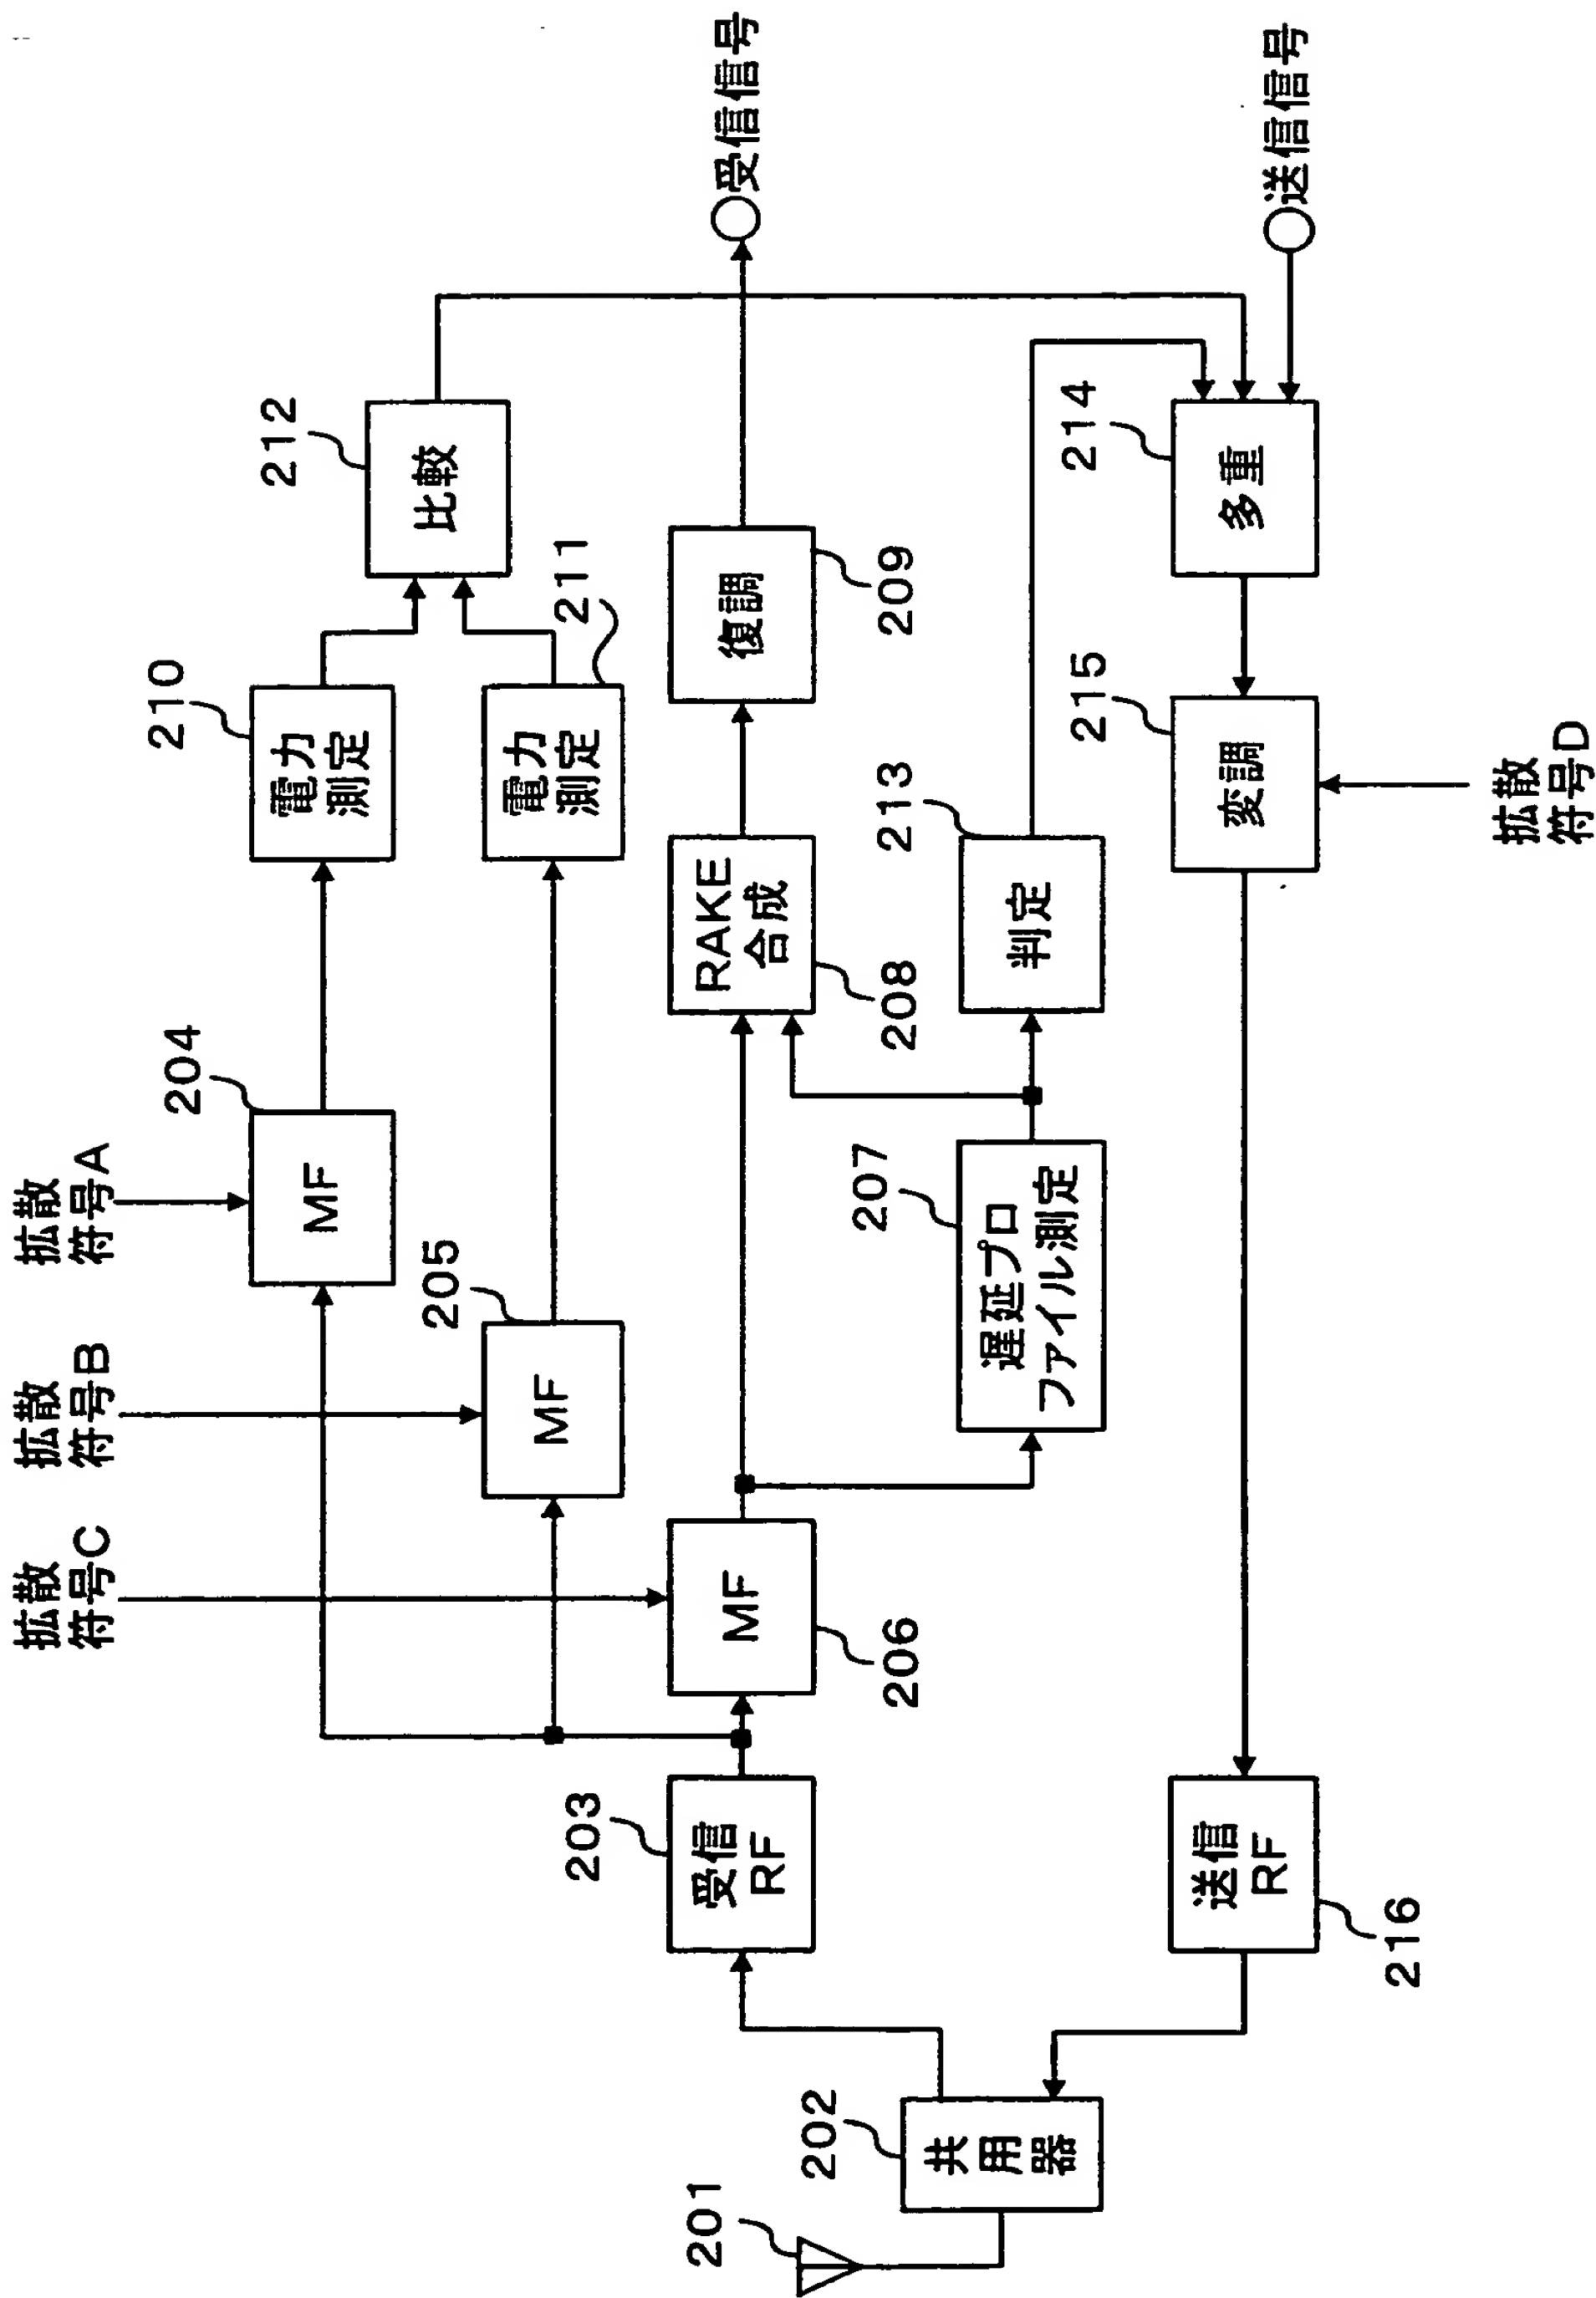 拡散
符号A
拡散
符号B
拡散
符号C
204
MF
205
MF
206
MF
210
電力
測定
211
電力
測定
212
比較
201
202
共用器
203
受信
RF
207
遅延プロ
ファイル測定
208
RAKE
合成
209
復調
受信信号
213
判定
214
多重
送信信号
215
変調
拡散
符号D
216
送信
RF